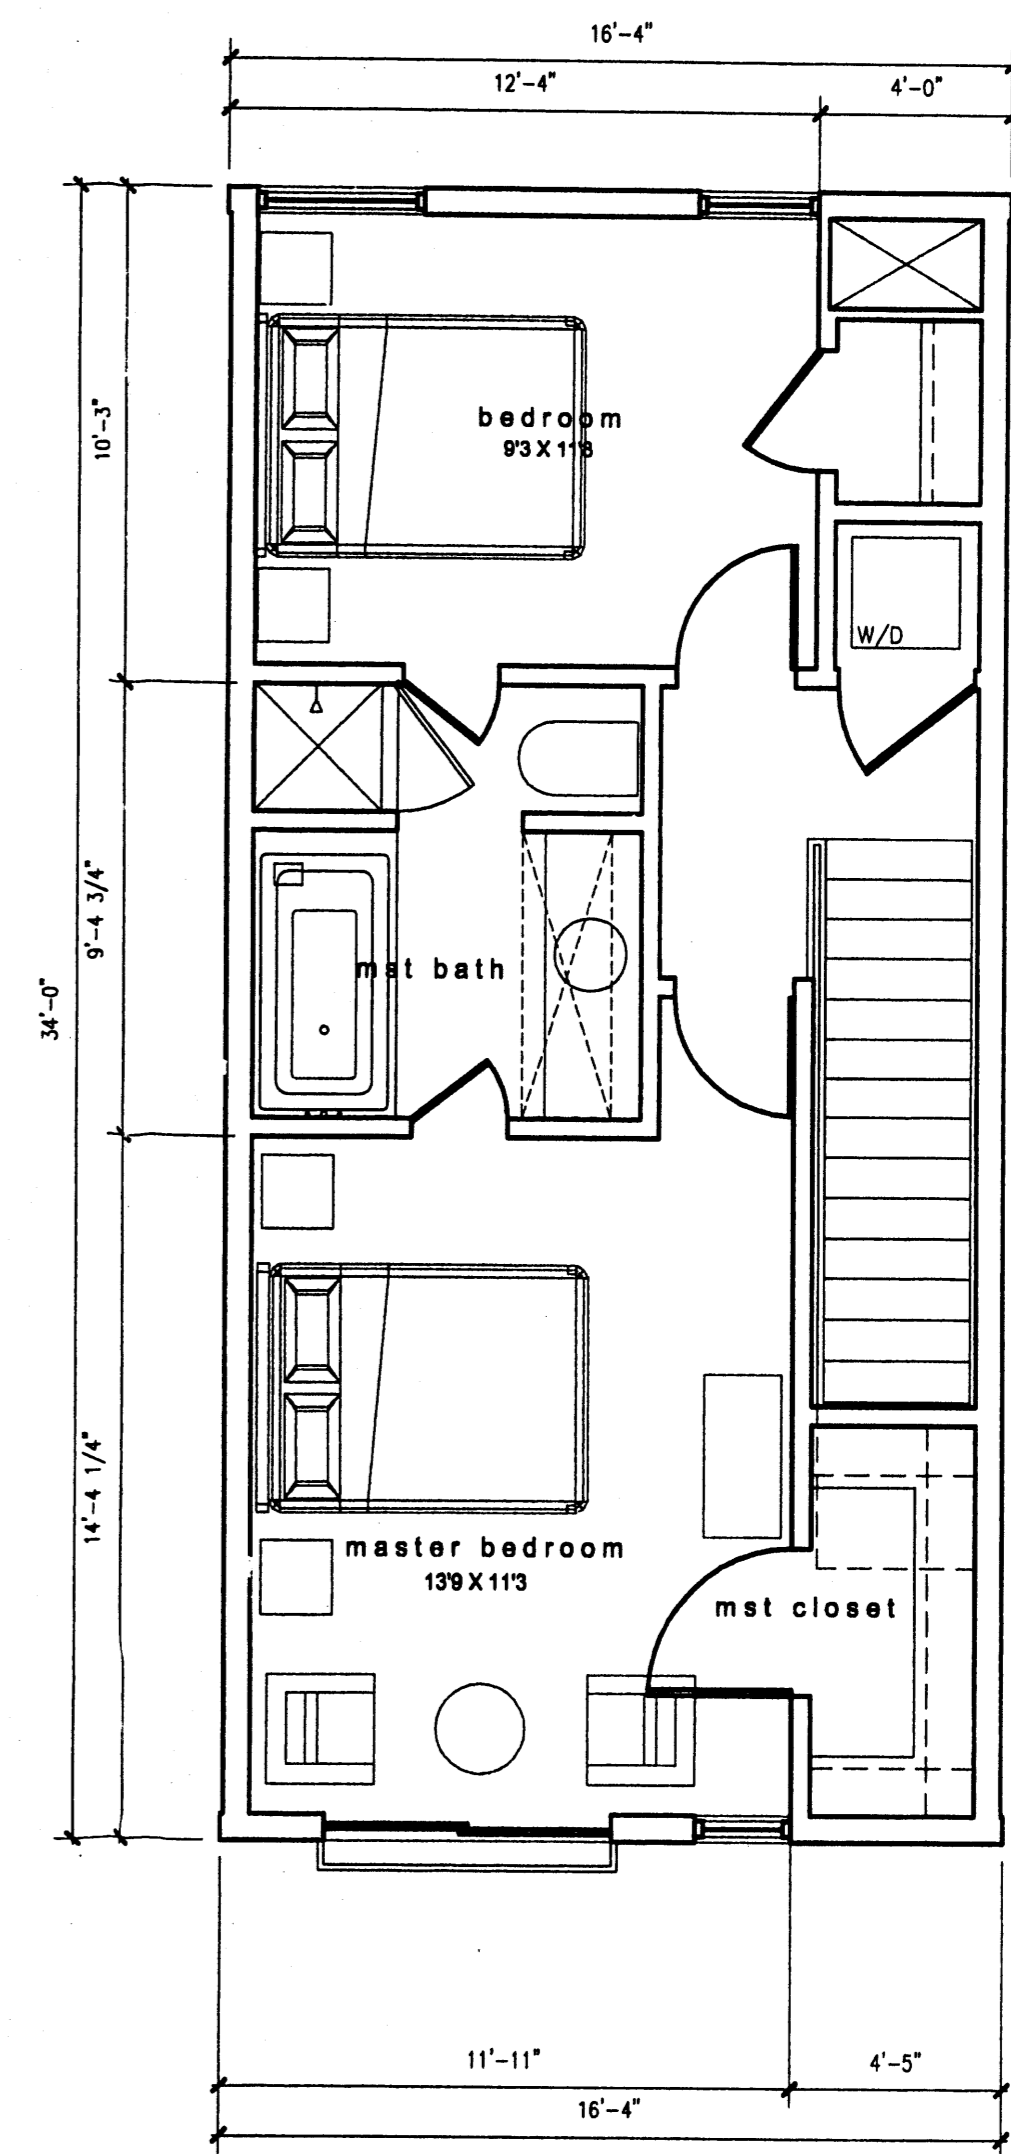 16'-4"
12'-4"
4'-0"
10'-3"
bedroom
9'3 X 11'8
W/D
9'-4 3/4"
mst bath
34'-0"
14'-4 1/4"
master bedroom
13'9 X 11'3
mst closet
11'-11"
4'-5"
16'-4"